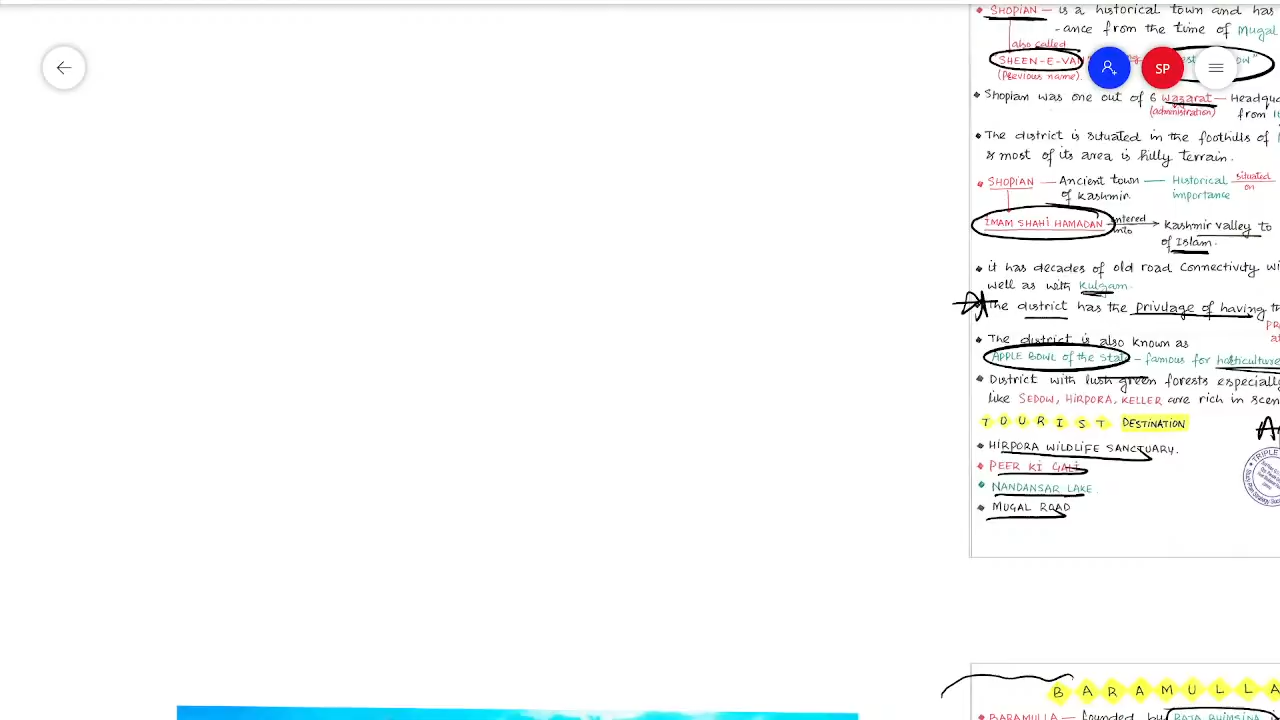 • SHOPIAN — is a historical town and has
-ance from the time of Mugal
also called
"SHEEN-E-VAN
(Previous name).
SP
• Shopian was one out of 6 wazarat — Headqu
(administration)
from
• The district is situated in the foothills of
& most of its area is hilly terrain.
• SHOPIAN — Ancient town — Historical situated
of Kashmir. importance on
IMAM SHAHI HAMADAN entered into → Kashmir valley to
of Islam.
• it has decades of old road connectivity wi
well as with Kulgam.
The district has the privilage of having
• The district is also known as
APPLE BOWL of the State – famous for horticulture
• District with lush green forests especially
like SEDOW, HIRPORA, KELLER are rich in scen
TOURIST DESTINATION
• HIRPORA WILDLIFE SANCTUARY.
• PEER KI GALI
• NANDANSAR LAKE.
• MUGAL ROAD
BARAMULLA
• BARAMULLA — founded by RAJA BHIMSINA